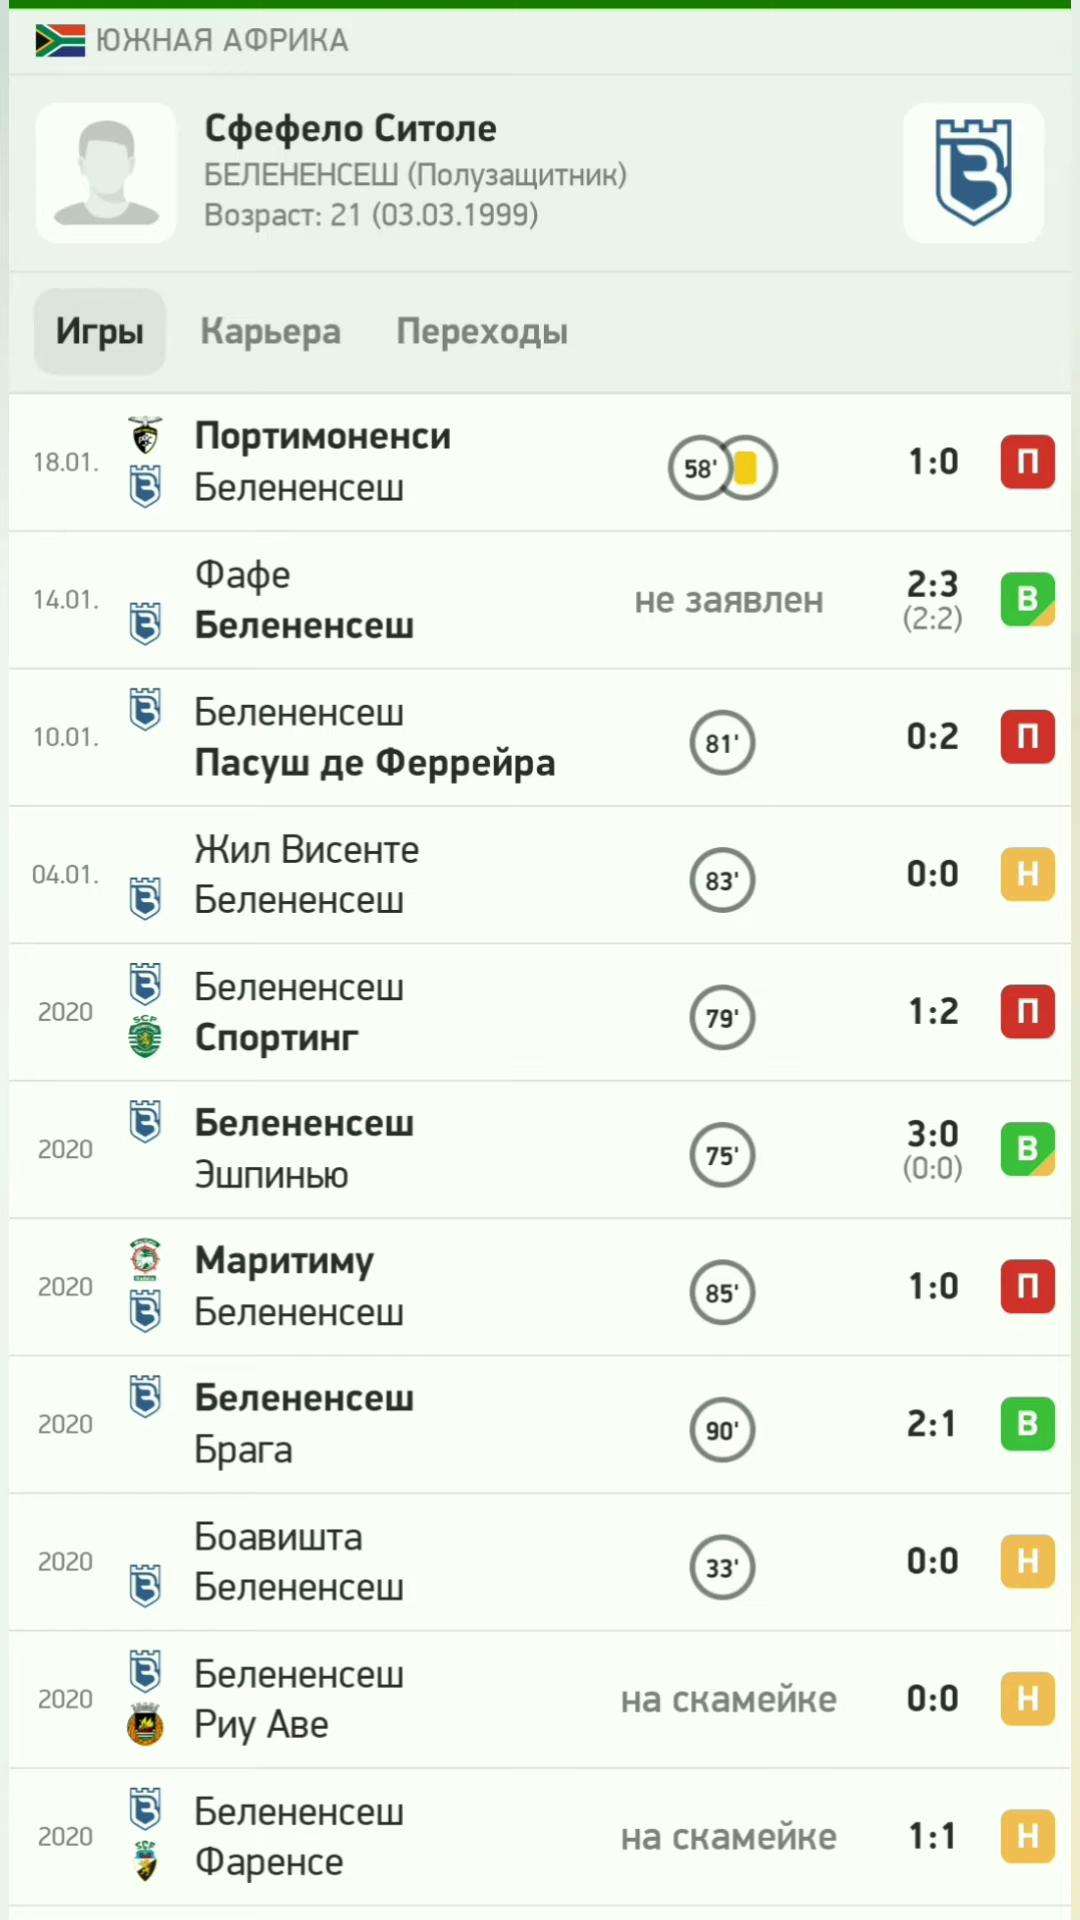 ЮЖНАЯ АФРИКА
Сфефело Ситоле
БЕЛЕНЕНСЕШ (Полузащитник)
Возраст: 21 (03.03.1999)
Игры Карьера Переходы
Портимоненси
18.01. 58' 1:0 П
Белененсеш
Фафе
14.01. не заявлен 2:3 (2:2) В
Белененсеш
Белененсеш
10.01. 81' 0:2 П
Пасуш де Феррейра
Жил Висенте
04.01. 83' 0:0 Н
Белененсеш
Белененсеш
2020 79' 1:2 П
SCP Спортинг
Белененсеш
2020 75' 3:0 (0:0) В
Эшпинью
Маритиму
2020 85' 1:0 П
Белененсеш
Белененсеш
2020 90' 2:1 В
Брага
Боавишта
2020 33' 0:0 Н
Белененсеш
Белененсеш
2020 на скамейке 0:0 Н
Риу Аве
Белененсеш
2020 на скамейке 1:1 Н
SCF Фаренсе